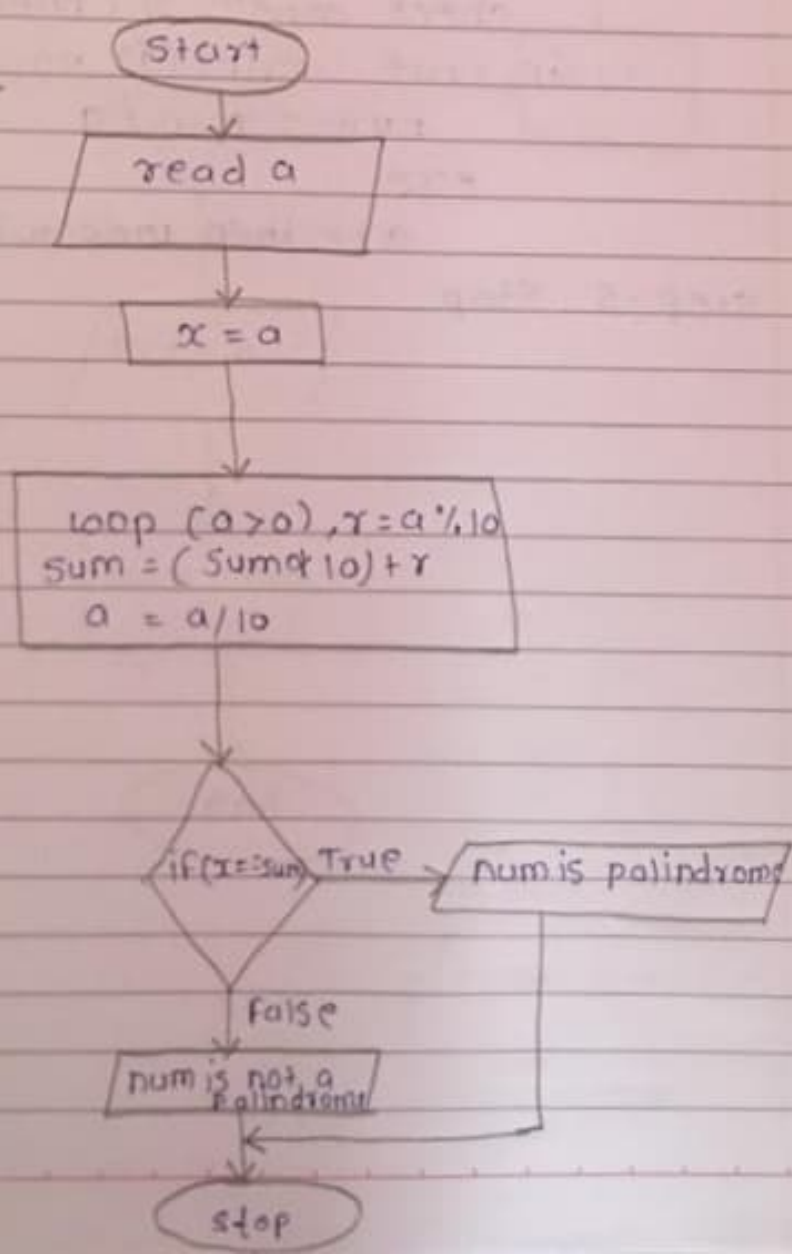 Start
read a
x = a
Loop (a>0), r = a % 10
sum = (sum * 10) + r
a = a/10
if(x==sum)
True
num is palindrome
False
num is not a
palindrome
stop